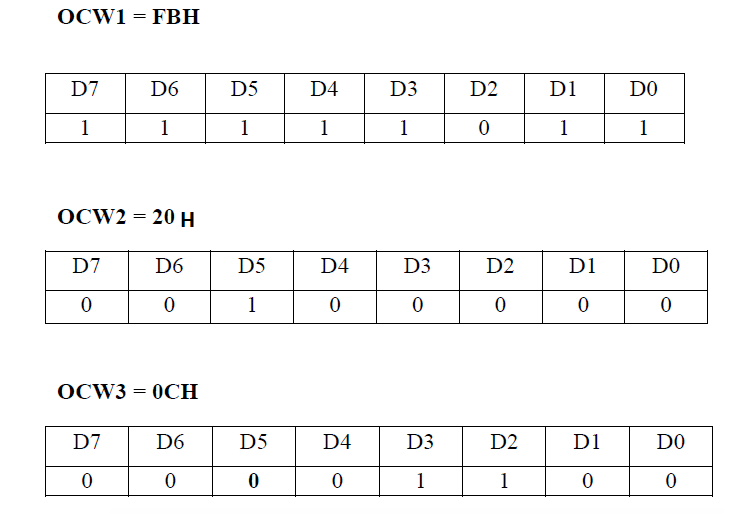 OCW1 = FBH
D7 D6 D5 D4 D3 D2 D1 D0
1 1 1 1 1 0 1 1
OCW2 = 20 H
D7 D6 D5 D4 D3 D2 D1 D0
0 0 1 0 0 0 0 0
OCW3 = 0CH
D7 D6 D5 D4 D3 D2 D1 D0
0 0 0 0 1 1 0 0